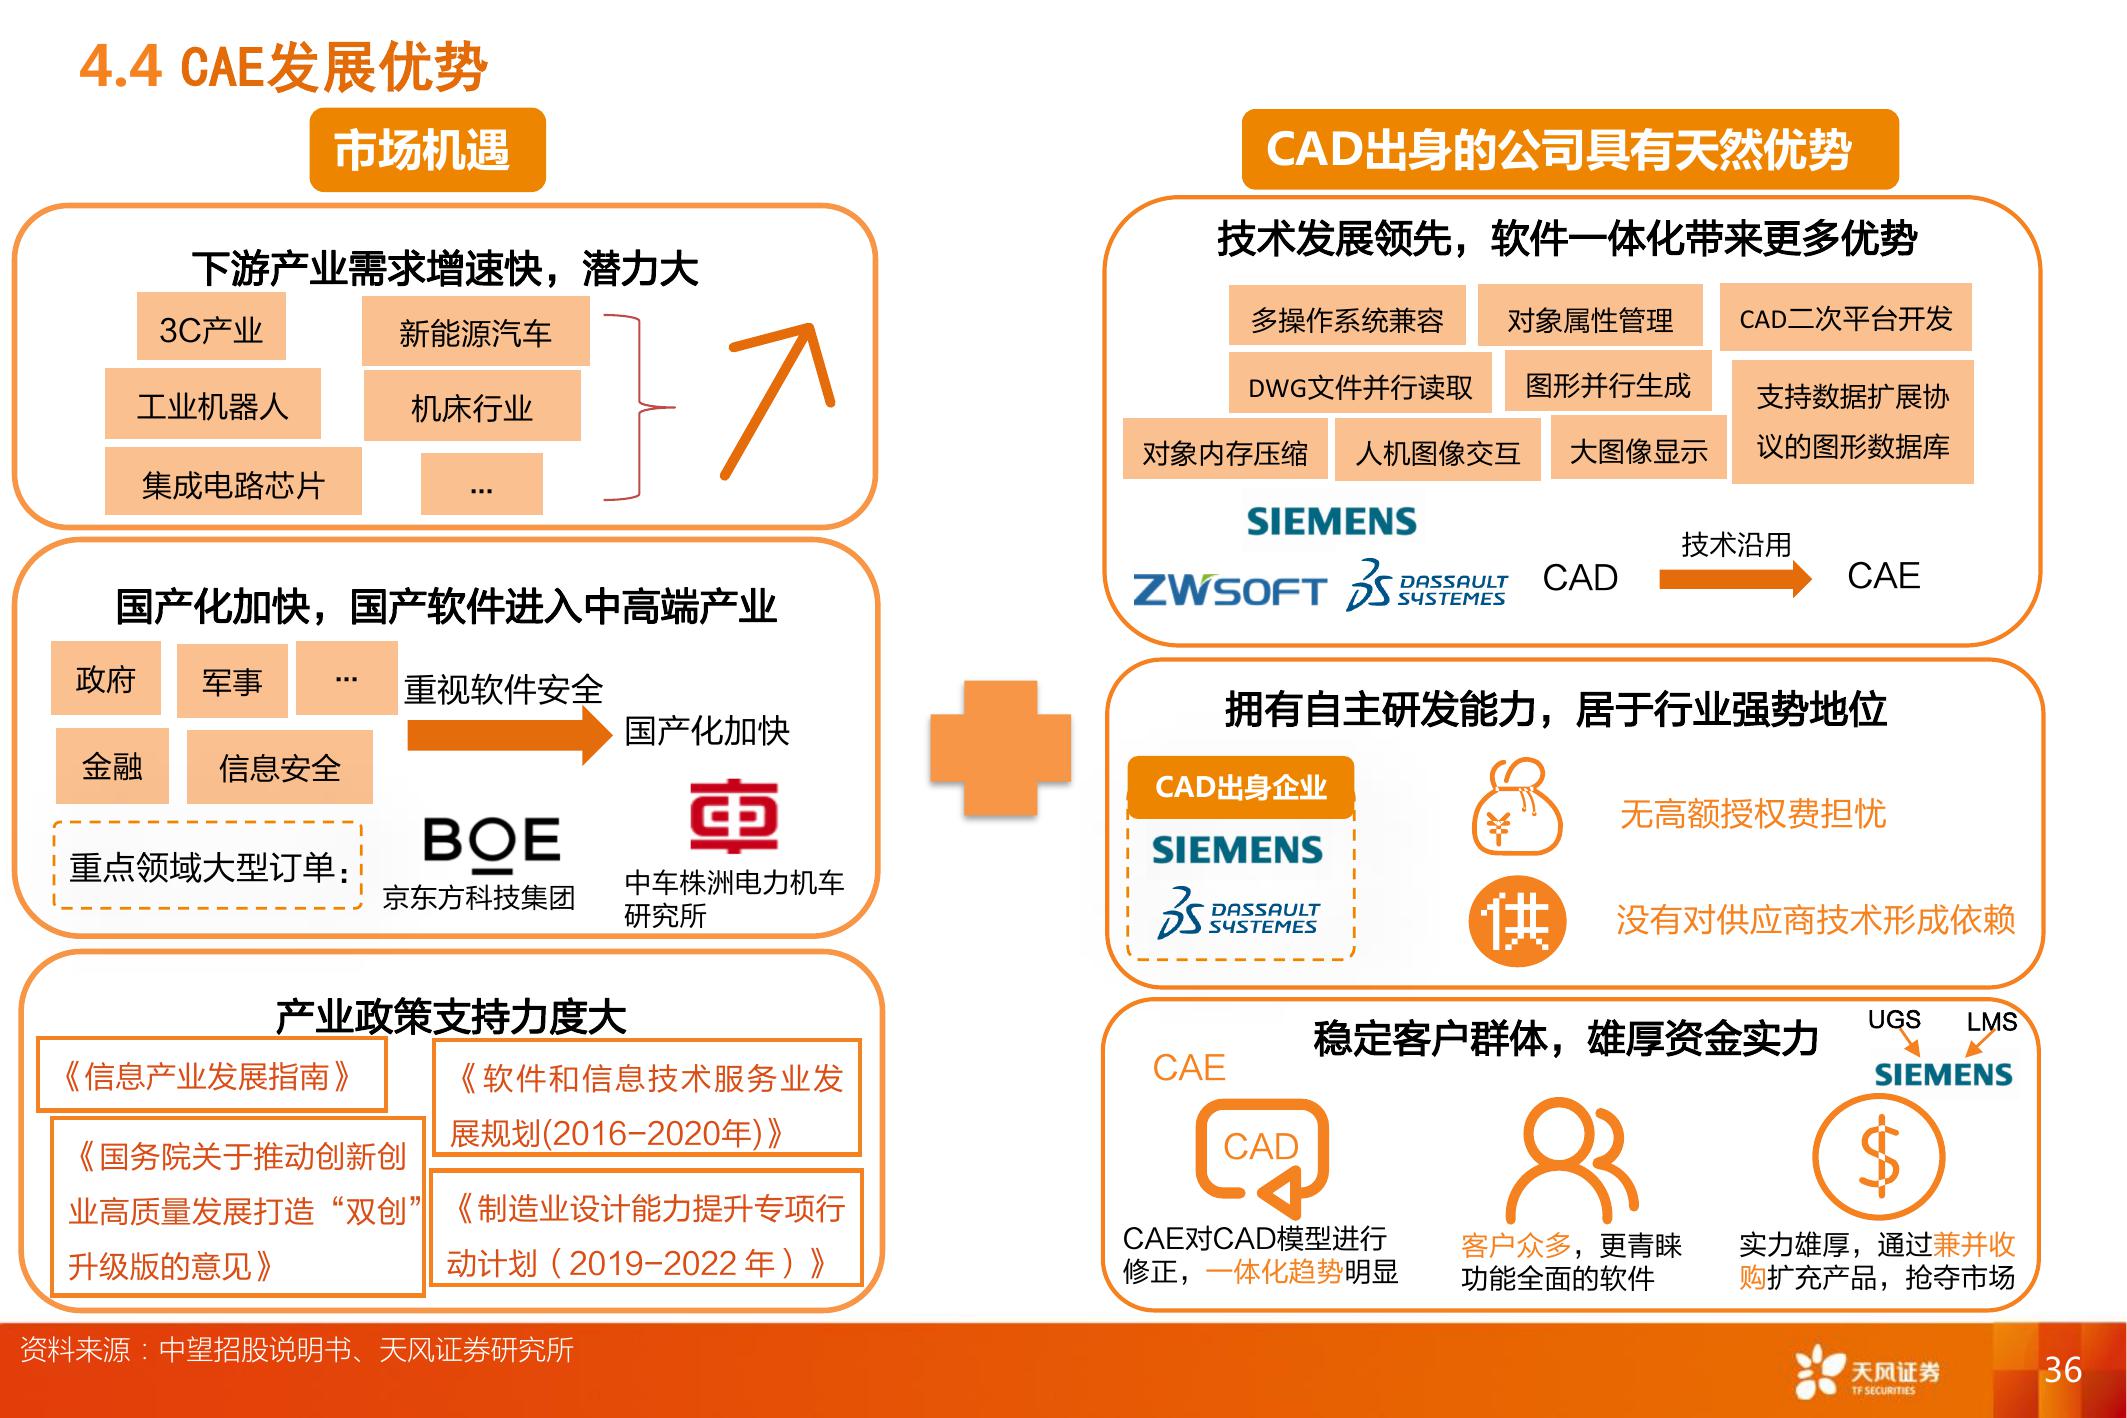 4.4 CAE发展优势
市场机遇
下游产业需求增速快，潜力大
3C产业
新能源汽车
工业机器人
机床行业
集成电路芯片
...
国产化加快，国产软件进入中高端产业
政府
军事
...
重视软件安全
国产化加快
金融
信息安全
重点领域大型订单：
BOE
京东方科技集团
中车株洲电力机车
研究所
产业政策支持力度大
《信息产业发展指南》
《软件和信息技术服务业发
展规划(2016-2020年)》
《国务院关于推动创新创
业高质量发展打造“双创”
升级版的意见》
《制造业设计能力提升专项行
动计划（2019-2022 年）》
CAD出身的公司具有天然优势
技术发展领先，软件一体化带来更多优势
多操作系统兼容
对象属性管理
CAD二次平台开发
DWG文件并行读取
图形并行生成
支持数据扩展协
议的图形数据库
对象内存压缩
人机图像交互
大图像显示
SIEMENS
ZWSOFT
DASSAULT
SYSTEMES
CAD
技术沿用
CAE
拥有自主研发能力，居于行业强势地位
CAD出身企业
SIEMENS
DASSAULT
SYSTEMES
¥
无高额授权费担忧
供
没有对供应商技术形成依赖
稳定客户群体，雄厚资金实力
UGS
LMS
SIEMENS
CAE
CAD
$
CAE对CAD模型进行
修正，一体化趋势明显
客户众多，更青睐
功能全面的软件
实力雄厚，通过兼并收
购扩充产品，抢夺市场
资料来源：中望招股说明书、天风证券研究所
天风证券
TF SECURITIES
36